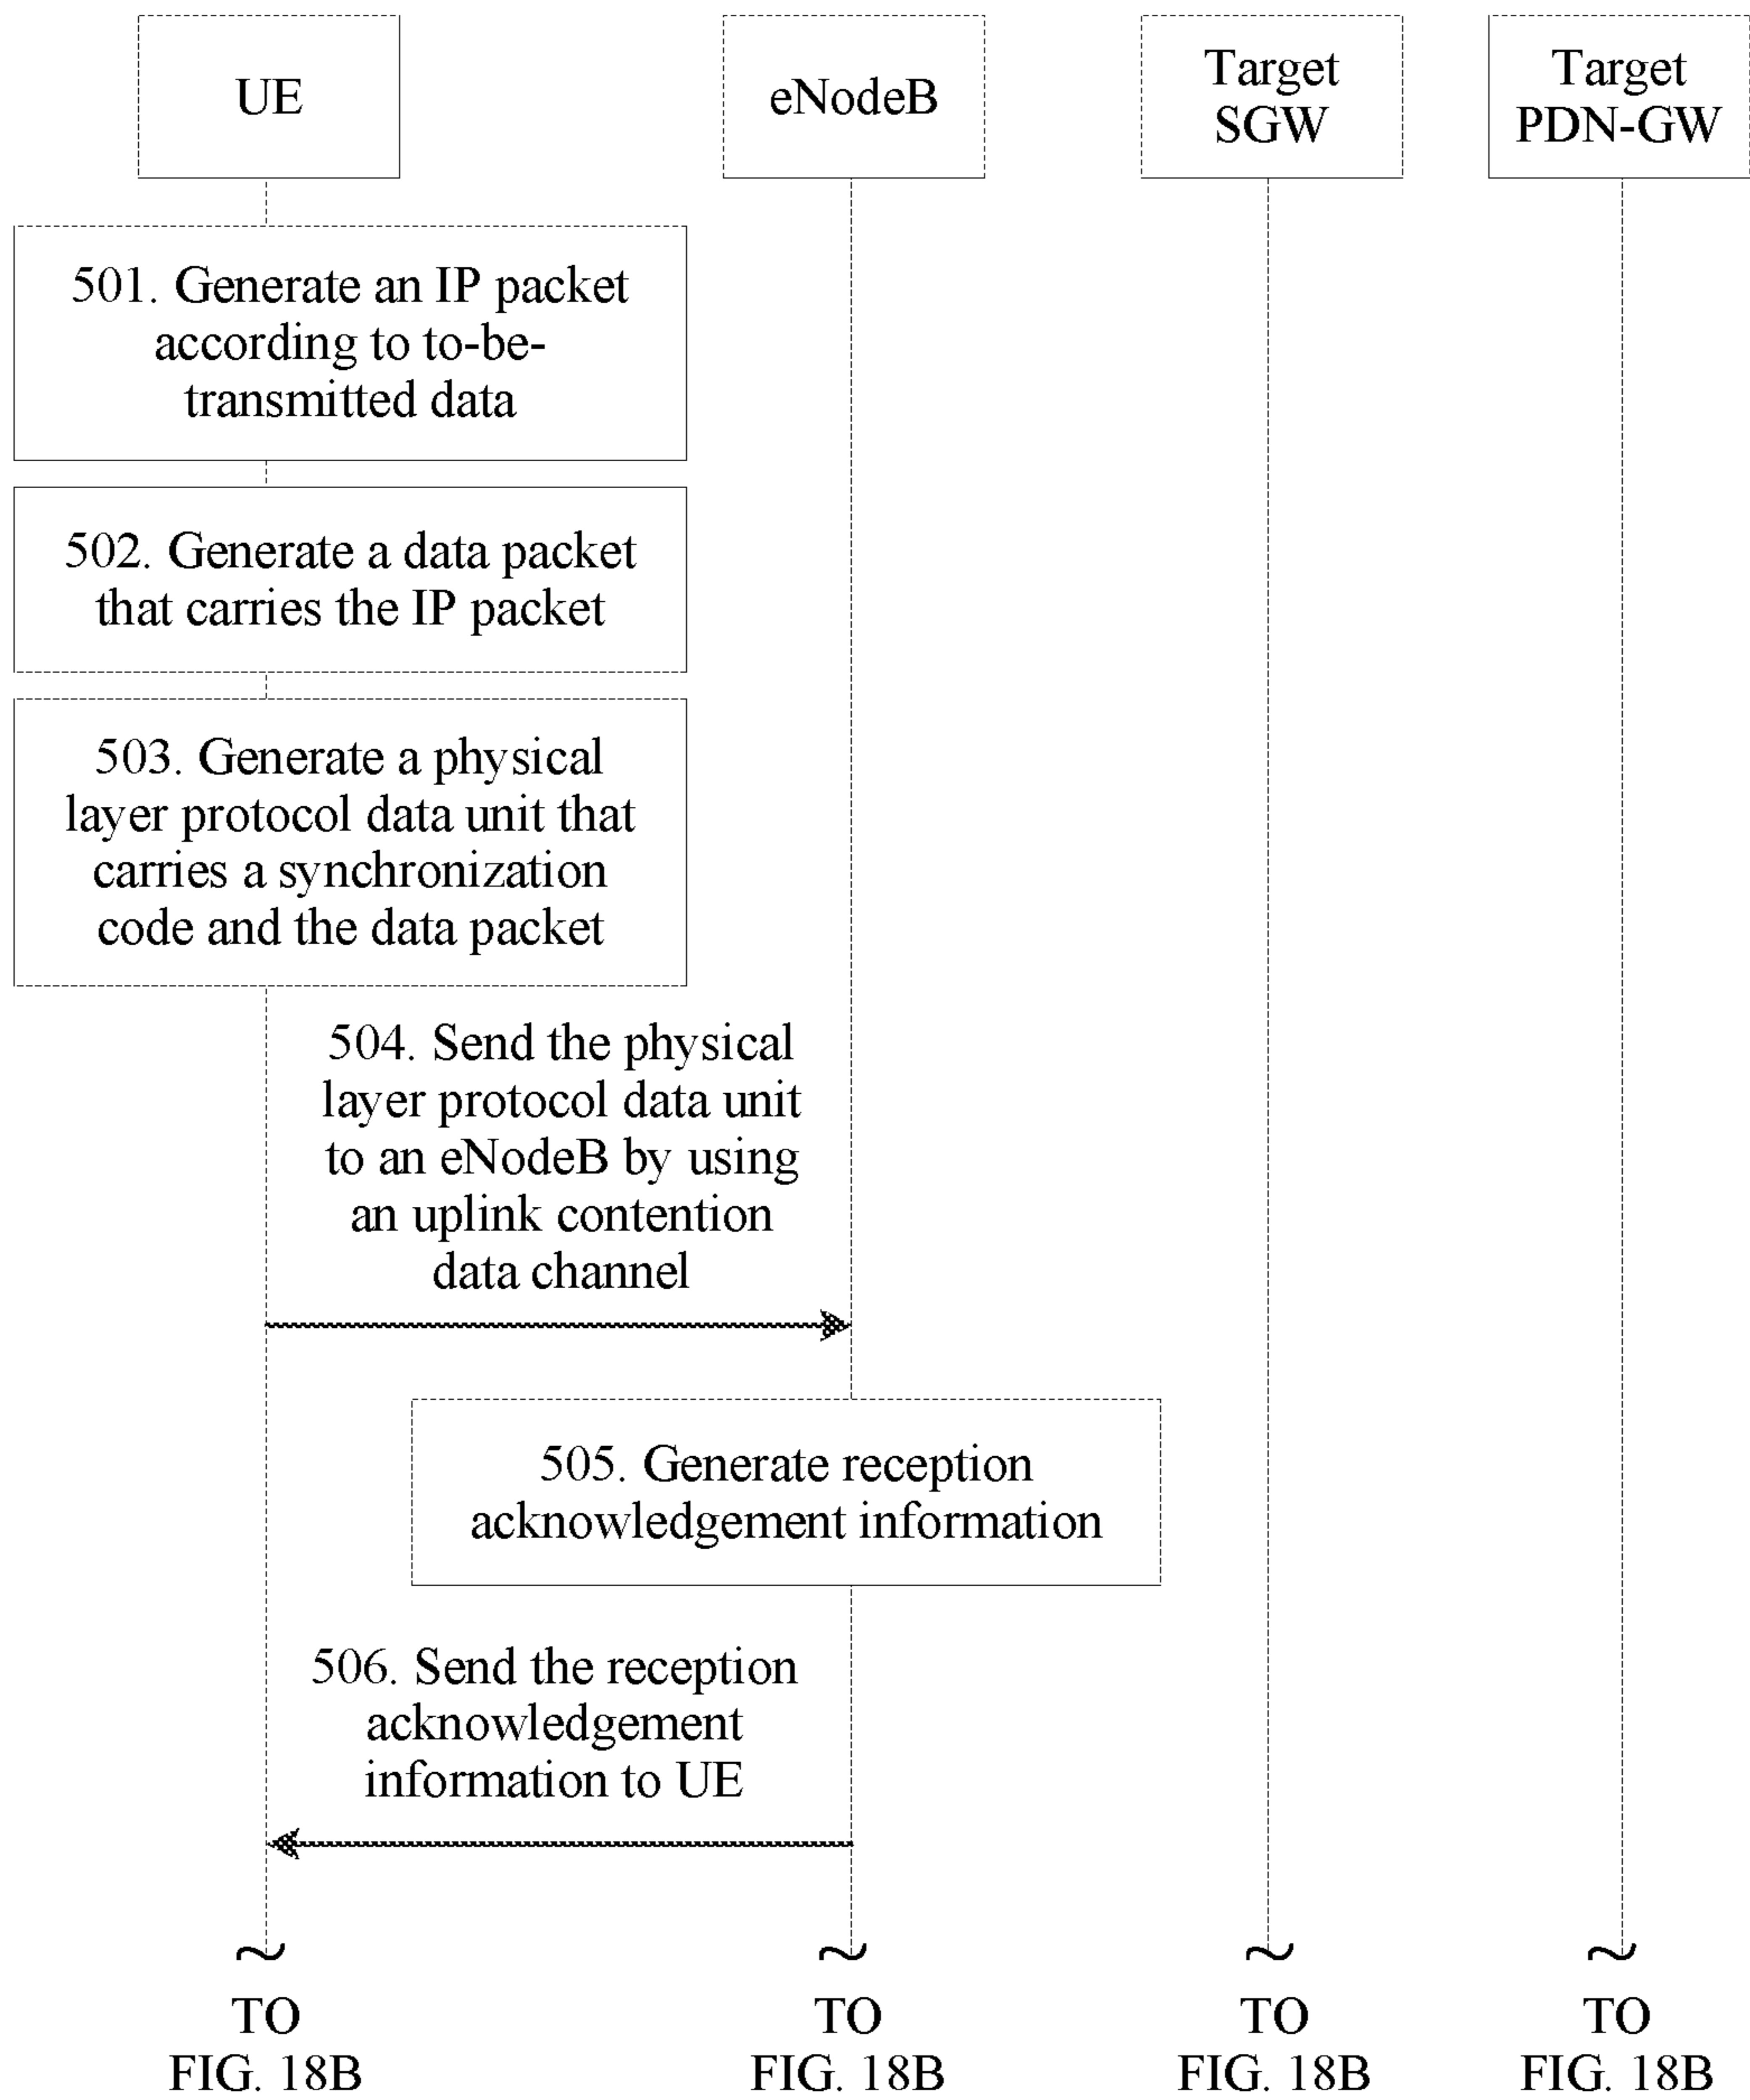 UE
eNodeB
Target
SGW
Target
PDN-GW
501. Generate an IP packet
according to to-be-
transmitted data
502. Generate a data packet
that carries the IP packet
503. Generate a physical
layer protocol data unit that
carries a synchronization
code and the data packet
504. Send the physical
layer protocol data unit
to an eNodeB by using
an uplink contention
data channel
505. Generate reception
acknowledgement information
506. Send the reception
acknowledgement
information to UE
TO
FIG. 18B
TO
FIG. 18B
TO
FIG. 18B
TO
FIG. 18B